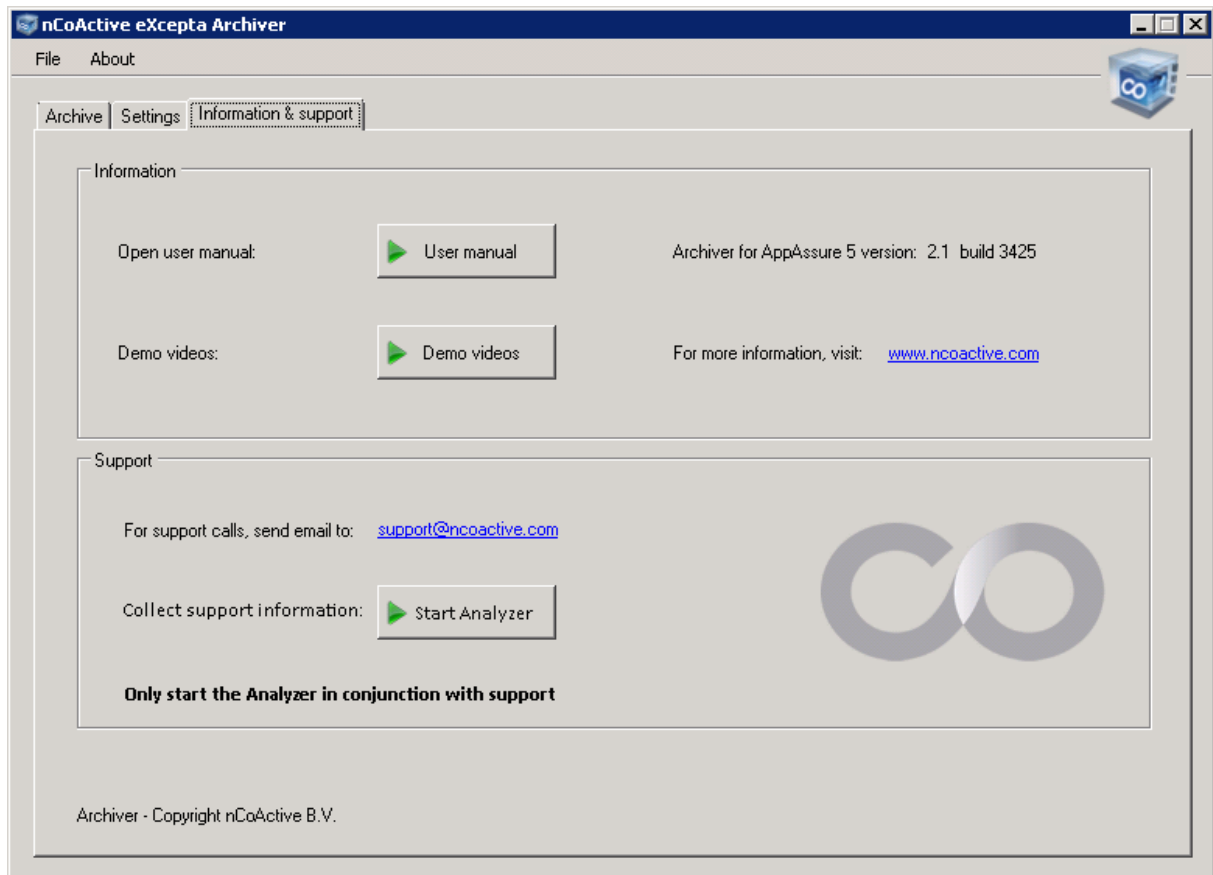 nCoActive eXcepta Archiver
File About
CO
Archive Settings Information & support
Information
Open user manual: User manual Archiver for AppAssure 5 version: 2.1 build 3425
Demo videos: Demo videos For more information, visit: www.ncoactive.com
Support
For support calls, send email to: support@ncoactive.com
Collect support information: Start Analyzer
CO
Only start the Analyzer in conjunction with support
Archiver - Copyright nCoActive B.V.